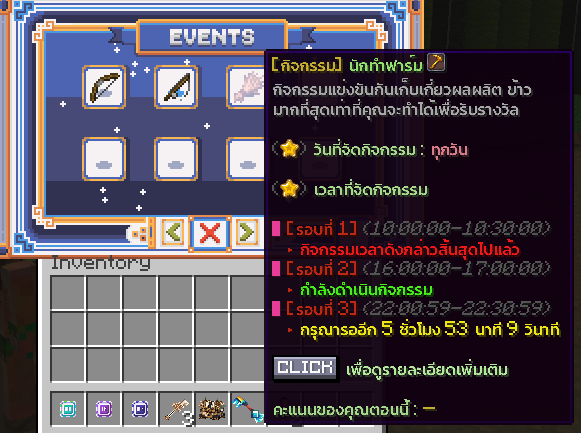 EVENTS
[กิจกรรม] นักทำฟาร์ม
กิจกรรมแข่งขันกันเก็บเกี่ยวผลผลิต ข้าว
มากที่สุดเท่าที่คุณจะทำได้เพื่อรับรางวัล
วันที่จัดกิจกรรม : ทุกวัน
เวลาที่จัดกิจกรรม
[รอบที่ 1] (10:00:00-10:30:00)
▸ กิจกรรมเวลาดังกล่าวสิ้นสุดไปแล้ว
[รอบที่ 2] (16:00:00-17:00:00)
▸ กำลังดำเนินกิจกรรม
[รอบที่ 3] (22:00:59-22:30:59)
▸ กรุณารออีก 5 ชั่วโมง 53 นาที 9 วินาที
CLICK เพื่อดูรายละเอียดเพิ่มเติม
คะแนนของคุณตอนนี้ : -
Inventory
3